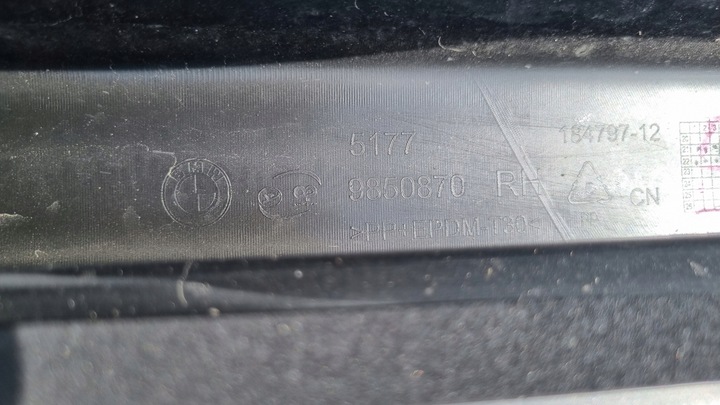 BMW
5177
184797-12
9850870 RH
CN
>PP+EPDM-T30<